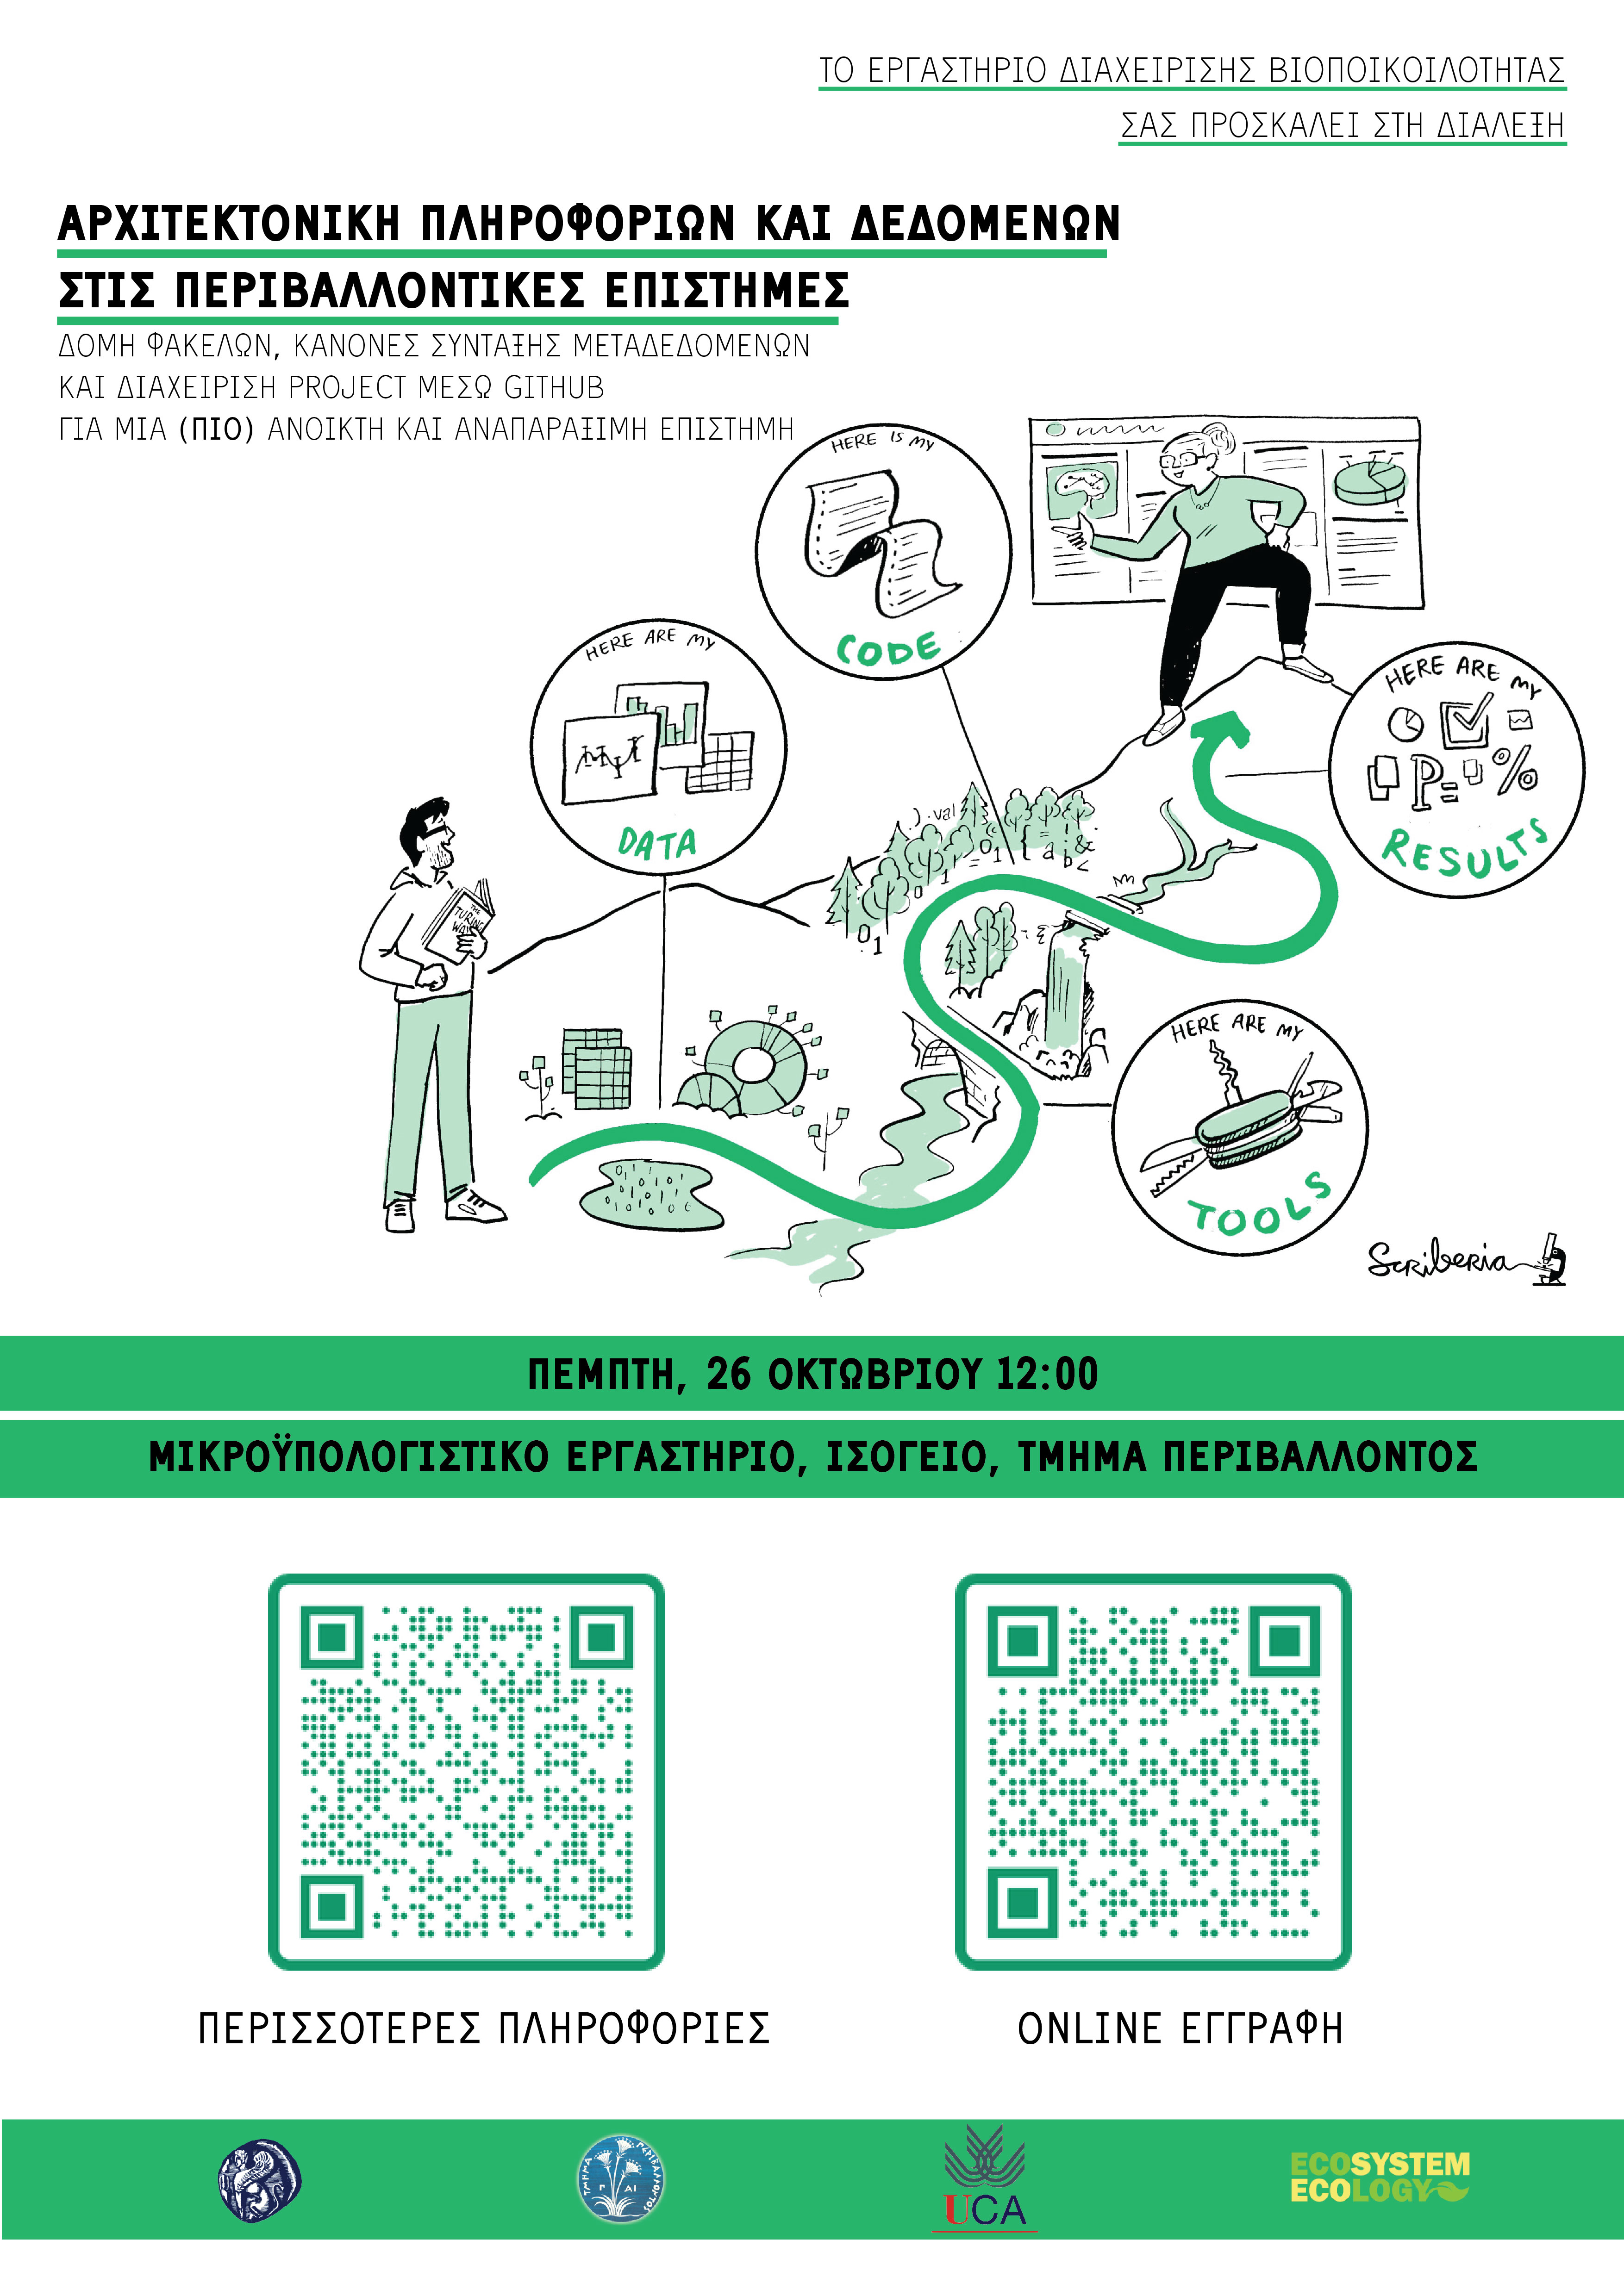 ΤΟ ΕΡΓΑΣΤΗΡΙΟ ΔΙΑΧΕΙΡΙΣΗΣ ΒΙΟΠΟΙΚΟΙΛΟΤΗΤΑΣ
ΣΑΣ ΠΡΟΣΚΑΛΕΙ ΣΤΗ ΔΙΑΛΕΞΗ
ΑΡΧΙΤΕΚΤΟΝΙΚΗ ΠΛΗΡΟΦΟΡΙΩΝ ΚΑΙ ΔΕΔΟΜΕΝΩΝ
ΣΤΙΣ ΠΕΡΙΒΑΛΛΟΝΤΙΚΕΣ ΕΠΙΣΤΗΜΕΣ
ΔΟΜΗ ΦΑΚΕΛΩΝ, ΚΑΝΟΝΕΣ ΣΥΝΤΑΞΗΣ ΜΕΤΑΔΕΔΟΜΕΝΩΝ
ΚΑΙ ΔΙΑΧΕΙΡΙΣΗ PROJECT ΜΕΣΩ GITHUB
ΓΙΑ ΜΙΑ (ΠΙΟ) ΑΝΟΙΚΤΗ ΚΑΙ ΑΝΑΠΑΡΑΞΙΜΗ ΕΠΙΣΤΗΜΗ
HERE IS MY
CODE
HERE ARE MY
DATA
HERE ARE MY
P=%
RESULTS
THE
TURING
WAY
HERE ARE MY
TOOLS
Scriberia
ΠΕΜΠΤΗ, 26 ΟΚΤΩΒΡΙΟΥ 12:00
ΜΙΚΡΟΫΠΟΛΟΓΙΣΤΙΚΟ ΕΡΓΑΣΤΗΡΙΟ, ΙΣΟΓΕΙΟ, ΤΜΗΜΑ ΠΕΡΙΒΑΛΛΟΝΤΟΣ
ΠΕΡΙΣΣΟΤΕΡΕΣ ΠΛΗΡΟΦΟΡΙΕΣ
ONLINE ΕΓΓΡΑΦΗ
ΤΜΗΜΑ ΠΕΡΙΒΑΛΛΟΝΤΟΣ
UCA
ECOSYSTEM
ECOLOGY